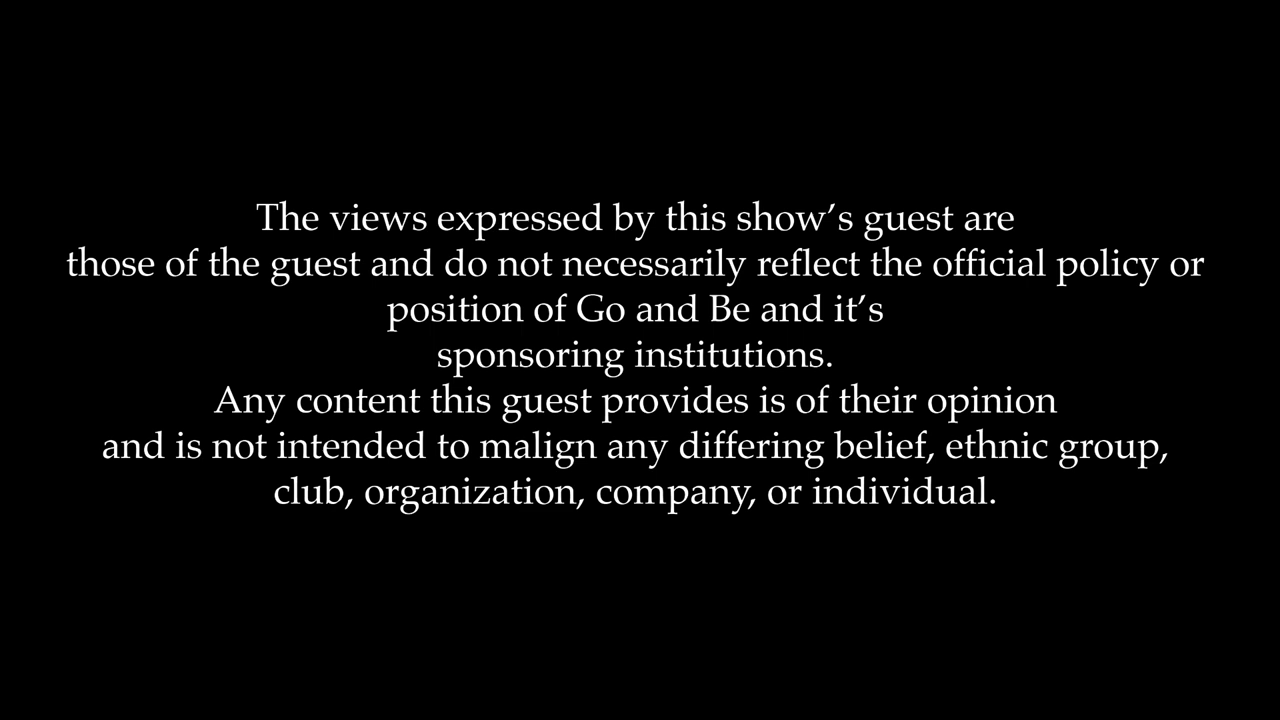 The views expressed by this show’s guest are
those of the guest and do not necessarily reflect the official policy or
position of Go and Be and it’s
sponsoring institutions.
Any content this guest provides is of their opinion
and is not intended to malign any differing belief, ethnic group,
club, organization, company, or individual.